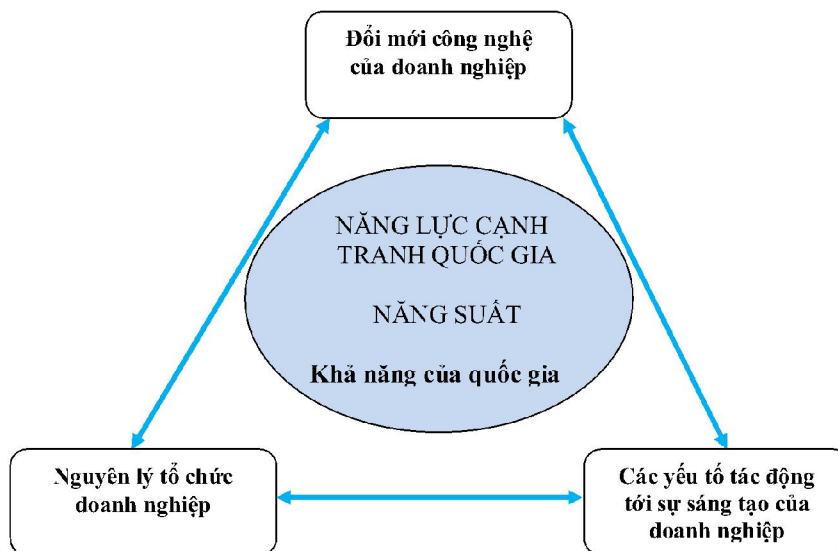 Đổi mới công nghệ
của doanh nghiệp
NĂNG LỰC CẠNH
TRANH QUỐC GIA
NĂNG SUẤT
Khả năng của quốc gia
Nguyên lý tổ chức
doanh nghiệp
Các yếu tố tác động
tới sự sáng tạo của
doanh nghiệp